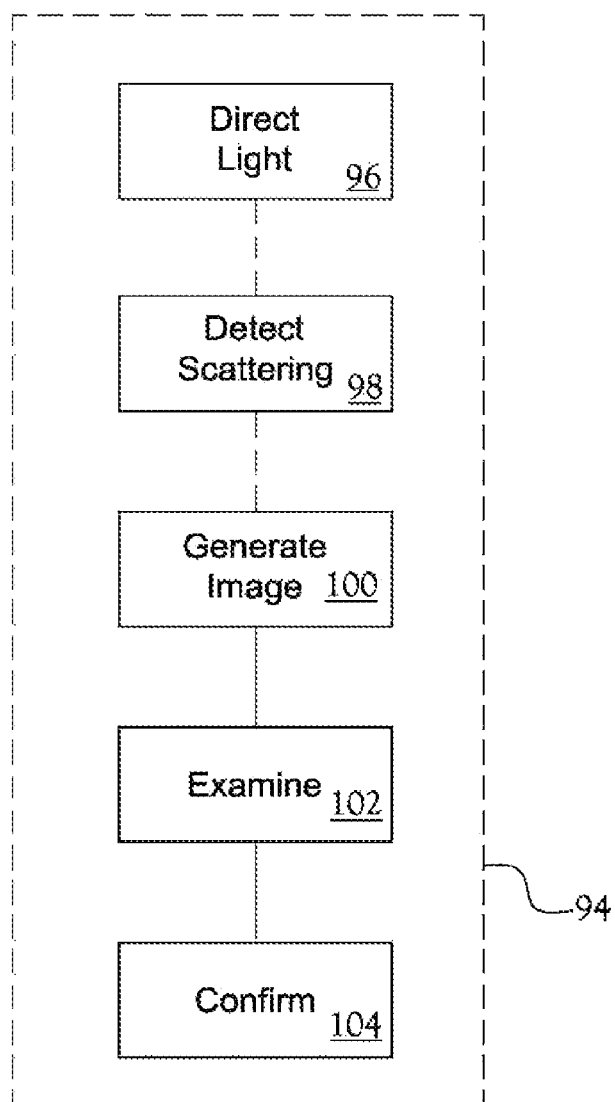 Direct
Light 96
Detect
Scattering 98
Generate
Image 100
Examine 102
94
Confirm 104